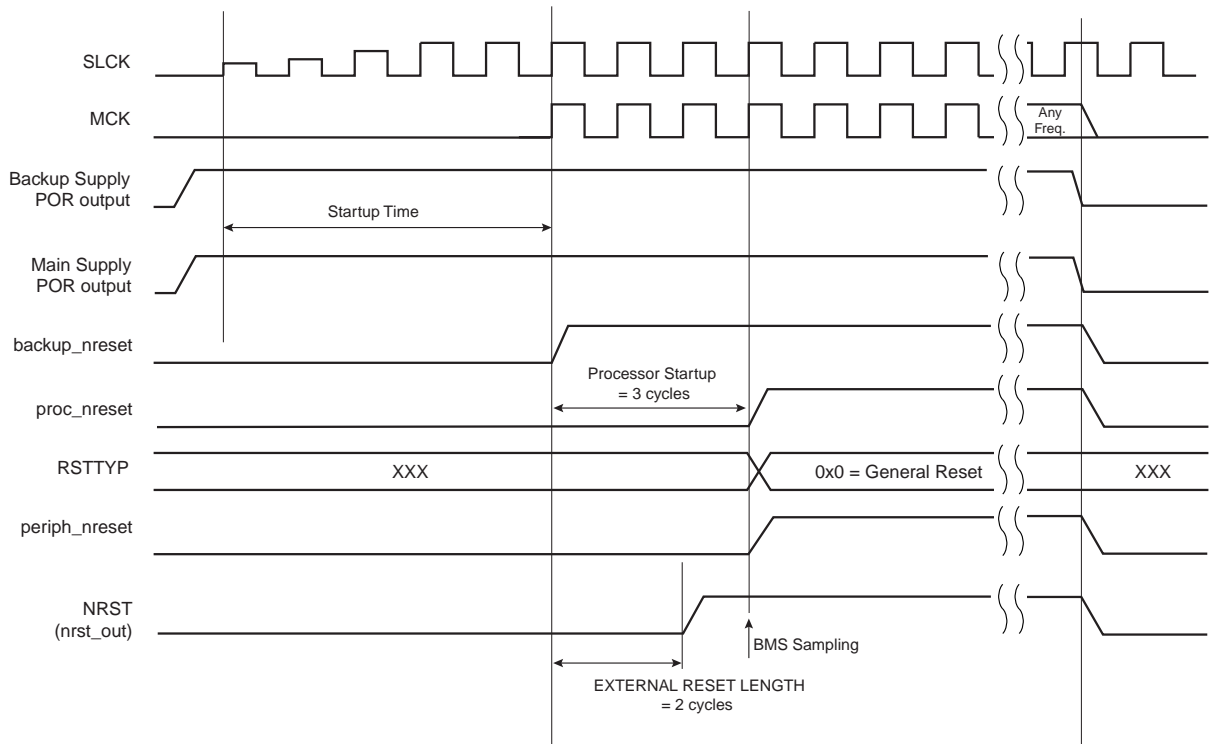 SLCK
MCK
Any
Freq.
Backup Supply
POR output
Startup Time
Main Supply
POR output
backup_nreset
Processor Startup
= 3 cycles
proc_nreset
RSTTYP
XXX
0x0 = General Reset
XXX
periph_nreset
NRST
(nrst_out)
BMS Sampling
EXTERNAL RESET LENGTH
= 2 cycles